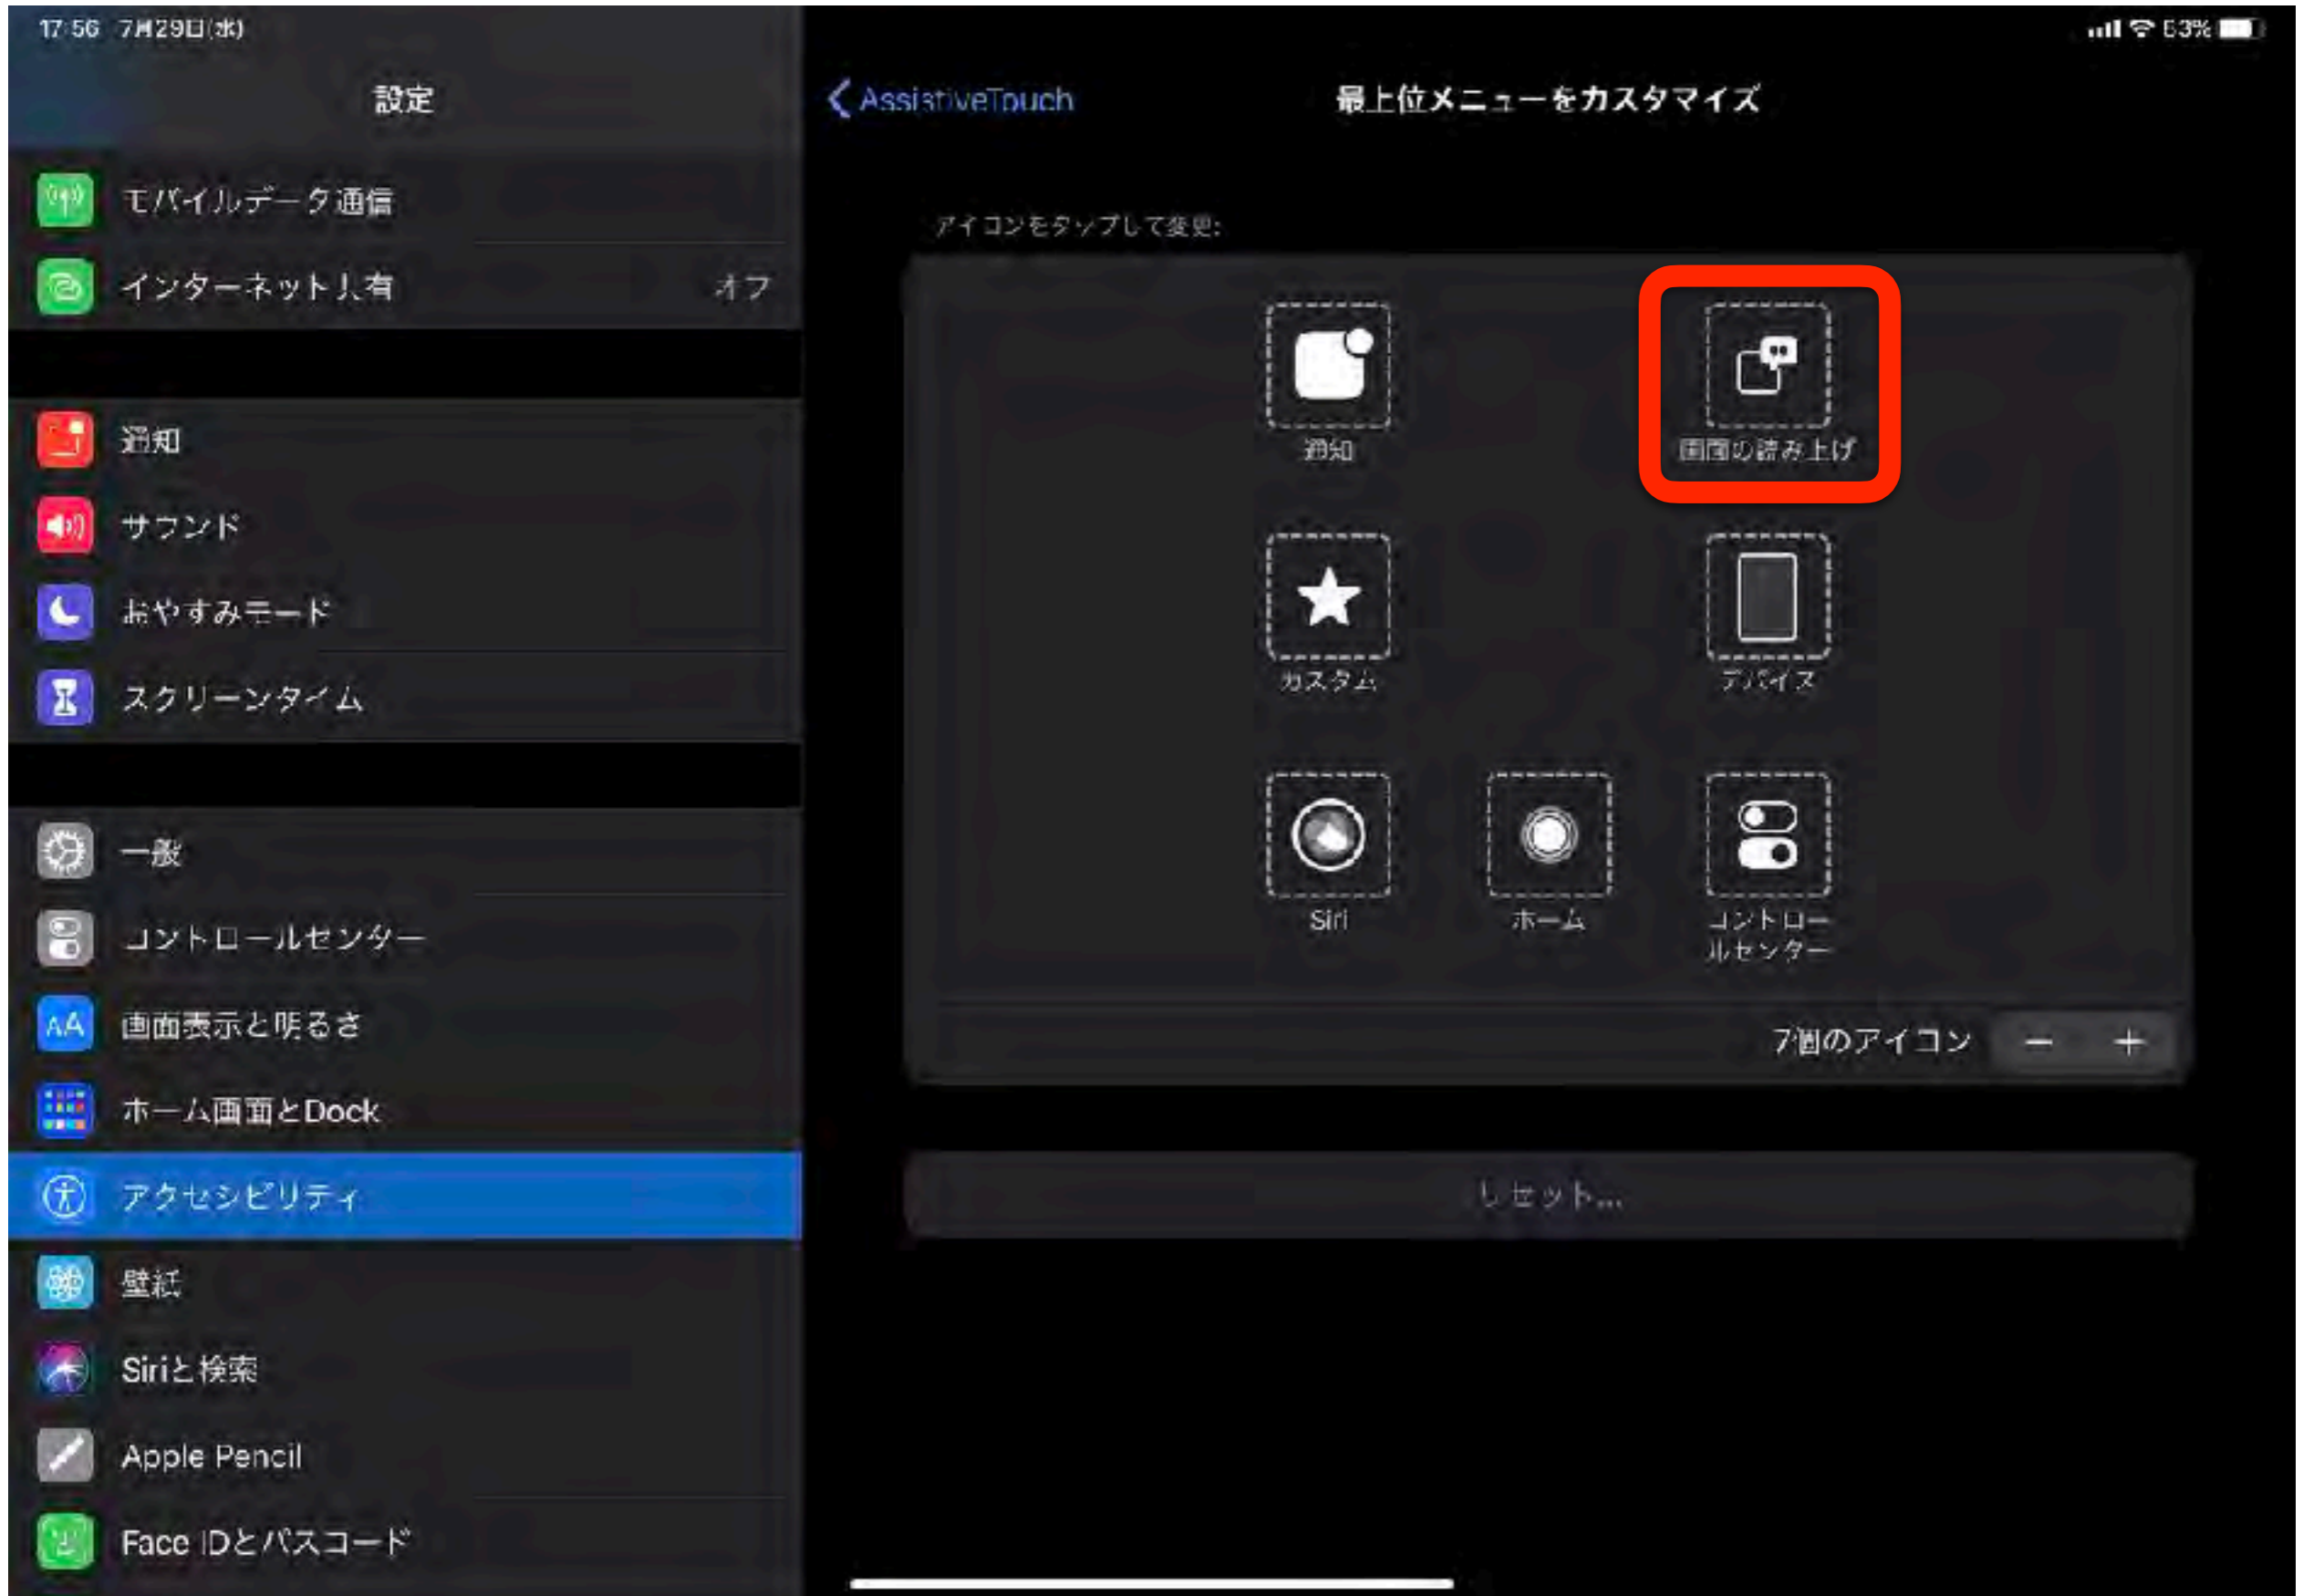 17:56 7月29日(水)
53%
設定
モバイルデータ通信
インターネット共有
オフ
通知
サウンド
おやすみモード
スクリーンタイム
一般
コントロールセンター
AA 画面表示と明るさ
ホーム画面とDock
アクセシビリティ
壁紙
Siriと検索
Apple Pencil
Face IDとパスコード
AssistiveTouch
最上位メニューをカスタマイズ
アイコンをタップして変更:
通知
画面の読み上げ
カスタム
デバイス
Siri
ホーム
コントロー
ルセンター
7個のアイコン
− +
リセット...